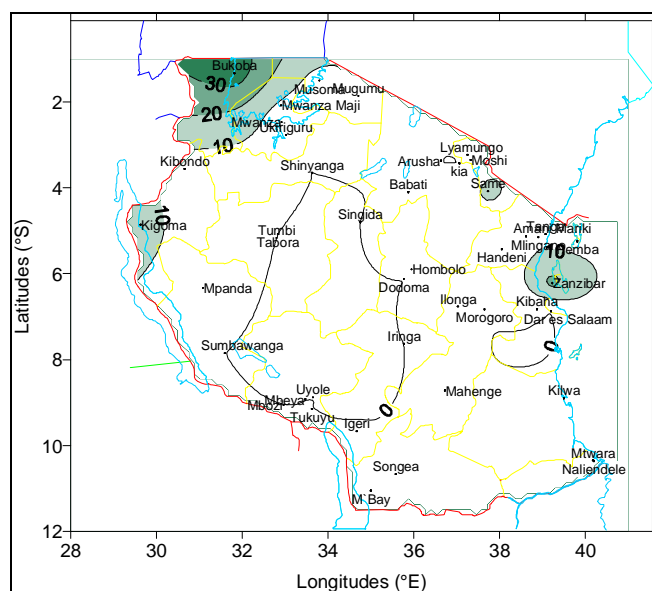 Bukoba
30
Musoma
Mugumu
2
20
Mwanza Maji
Mwanza
Ukiriguru
10
Kibondo
Lyamungo
Arusha
Moshi
kia
Shinyanga
4
Babati
Same
10
Kigoma
Singida
Tumbi
Tabora
Tanga
Amani
Mariki
Mlingano
Handeni
10
Pemba
6
Hombolo
Dodoma
Zanzibar
Mpanda
Ilonga
Kibaha
Morogoro
Dar es Salaam
Iringa
Sumbawanga
0
8
Uyole
Mbeya
Mbozi
Mahenge
Kilwa
Tukuyu
0
Igeri
10
Songea
Mtwara
Naliendele
M'Bay
12
28
30
32
34
36
38
40
Latitudes (°S)
Longitudes (°E)